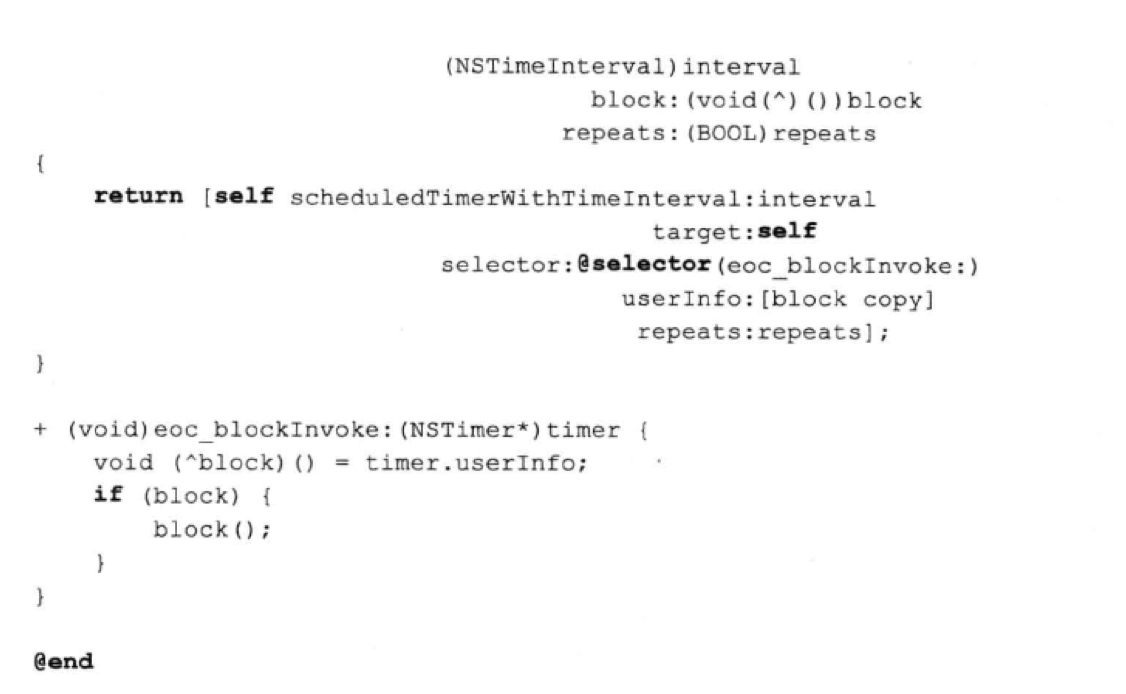 (NSTimeInterval)interval
block:(void(^)())block
repeats:(BOOL)repeats
{
return [self scheduledTimerWithTimeInterval:interval
target:self
selector:@selector(eoc_blockInvoke:)
userInfo:[block copy]
repeats:repeats];
}
+ (void)eoc_blockInvoke:(NSTimer*)timer {
void (^block)() = timer.userInfo;
if (block) {
block();
}
}
@end